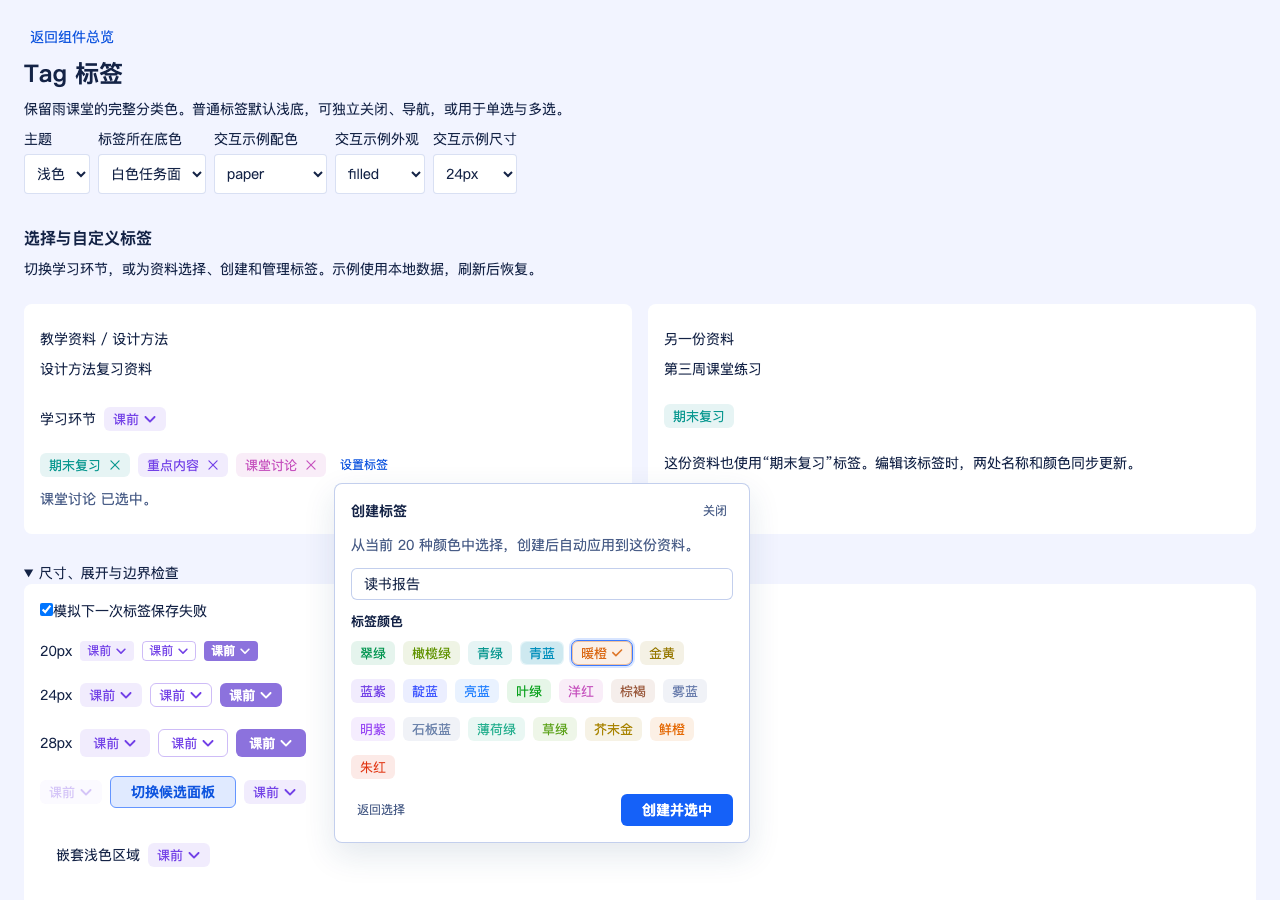 返回组件总览
Tag 标签
保留雨课堂的完整分类色。普通标签默认浅底，可独立关闭、导航，或用于单选与多选。
主题 标签所在底色 交互示例配色 交互示例外观 交互示例尺寸
浅色 白色任务面 paper filled 24px
选择与自定义标签
切换学习环节，或为资料选择、创建和管理标签。示例使用本地数据，刷新后恢复。
教学资料 / 设计方法
设计方法复习资料
学习环节 课前
期末复习 重点内容 课堂讨论 设置标签
课堂讨论 已选中。
另一份资料
第三周课堂练习
期末复习
这份资料也使用“期末复习”标签。编辑该标签时，两处名称和颜色同步更新。
创建标签 关闭
从当前 20 种颜色中选择，创建后自动应用到这份资料。
读书报告
标签颜色
翠绿 橄榄绿 青绿 青蓝 暖橙 金黄
蓝紫 靛蓝 亮蓝 叶绿 洋红 棕褐 雾蓝
明紫 石板蓝 薄荷绿 草绿 芥末金 鲜橙
朱红
返回选择 创建并选中
尺寸、展开与边界检查
模拟下一次标签保存失败
20px 课前 课前 课前
24px 课前 课前 课前
28px 课前 课前 课前
课前 切换候选面板 课前
嵌套浅色区域 课前